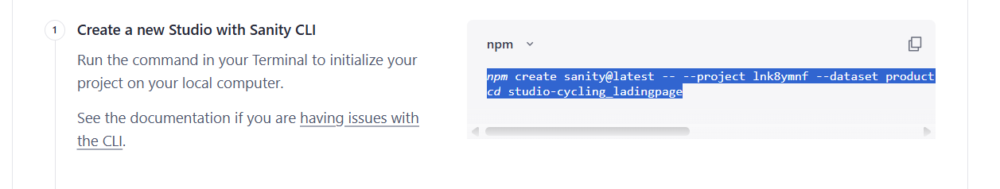 1
Create a new Studio with Sanity CLI
Run the command in your Terminal to initialize your
project on your local computer.
See the documentation if you are having issues with
the CLI.
npm
npm create sanity@latest -- --project lnk8ymnf --dataset product
cd studio-cycling_ladingpage